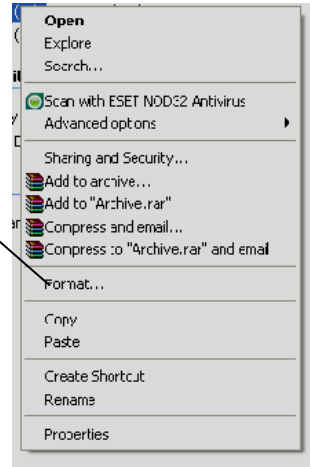 Open
Explore
Search...
Scan with ESET NOD32 Antivirus
Advanced options
Sharing and Security...
Add to archive...
Add to "Archive.rar"
Compress and email...
Compress to "Archive.rar" and email
Format...
Copy
Paste
Create Shortcut
Rename
Properties